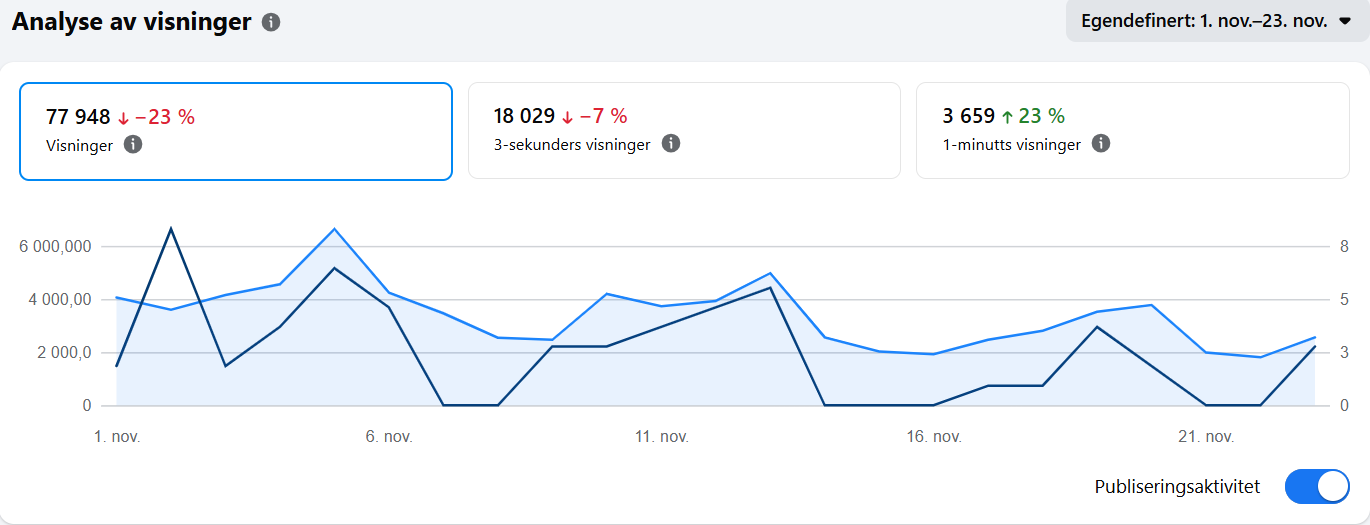 Analyse av visninger
Egendefinert: 1. nov.–23. nov.
77 948 ↓ −23 %
Visninger
18 029 ↓ −7 %
3-sekunders visninger
3 659 ↑ 23 %
1-minutts visninger
6 000,000 8
4 000,00 5
2 000,0 3
0 0
1. nov. 6. nov. 11. nov. 16. nov. 21. nov.
Publiseringsaktivitet